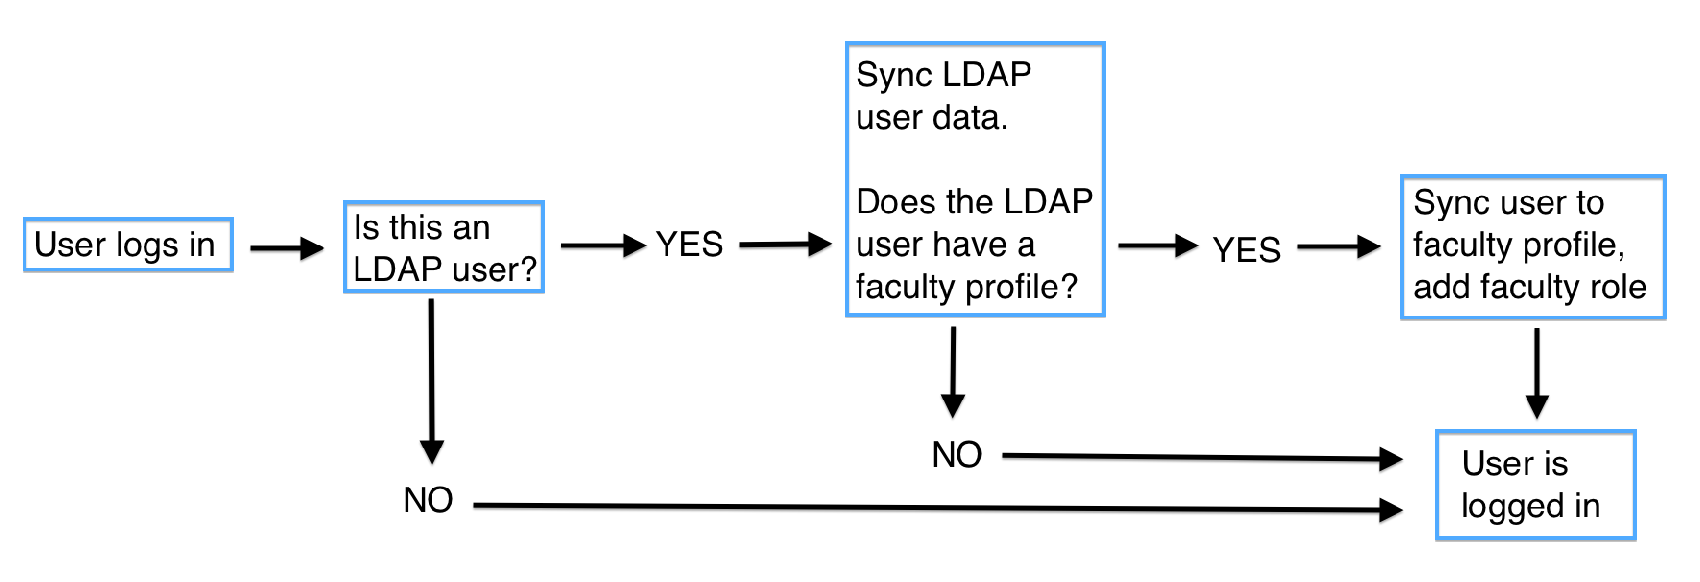 User logs in
Is this an
LDAP user?
YES
Sync LDAP
user data.
Does the LDAP
user have a
faculty profile?
YES
Sync user to
faculty profile,
add faculty role
NO
NO
User is
logged in